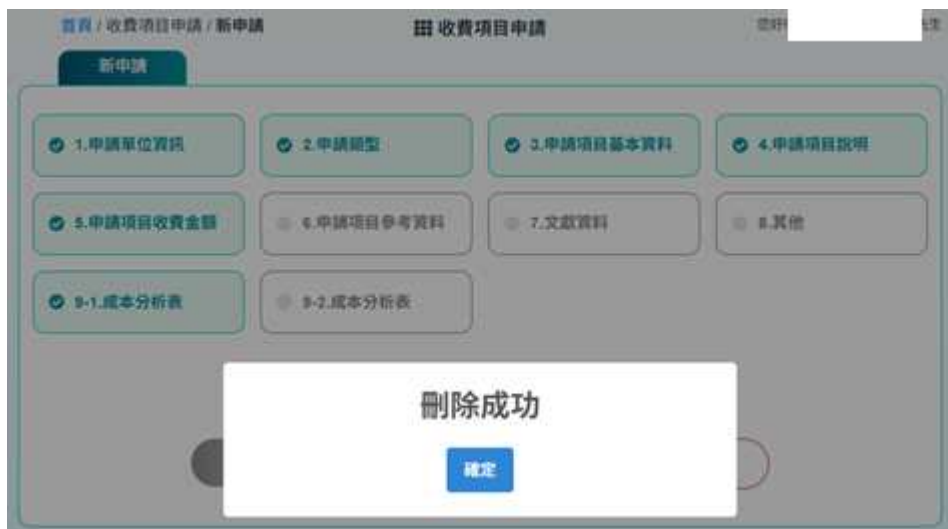 首頁 / 收費項目申請 / 新申請
收費項目申請
您好
先生
新申請
1.申請單位資訊
2.申請類型
3.申請項目基本資料
4.申請項目說明
5.申請項目收費金額
6.申請項目參考資料
7.文獻資料
8.其他
9-1.成本分析表
9-2.成本分析表
刪除成功
確定